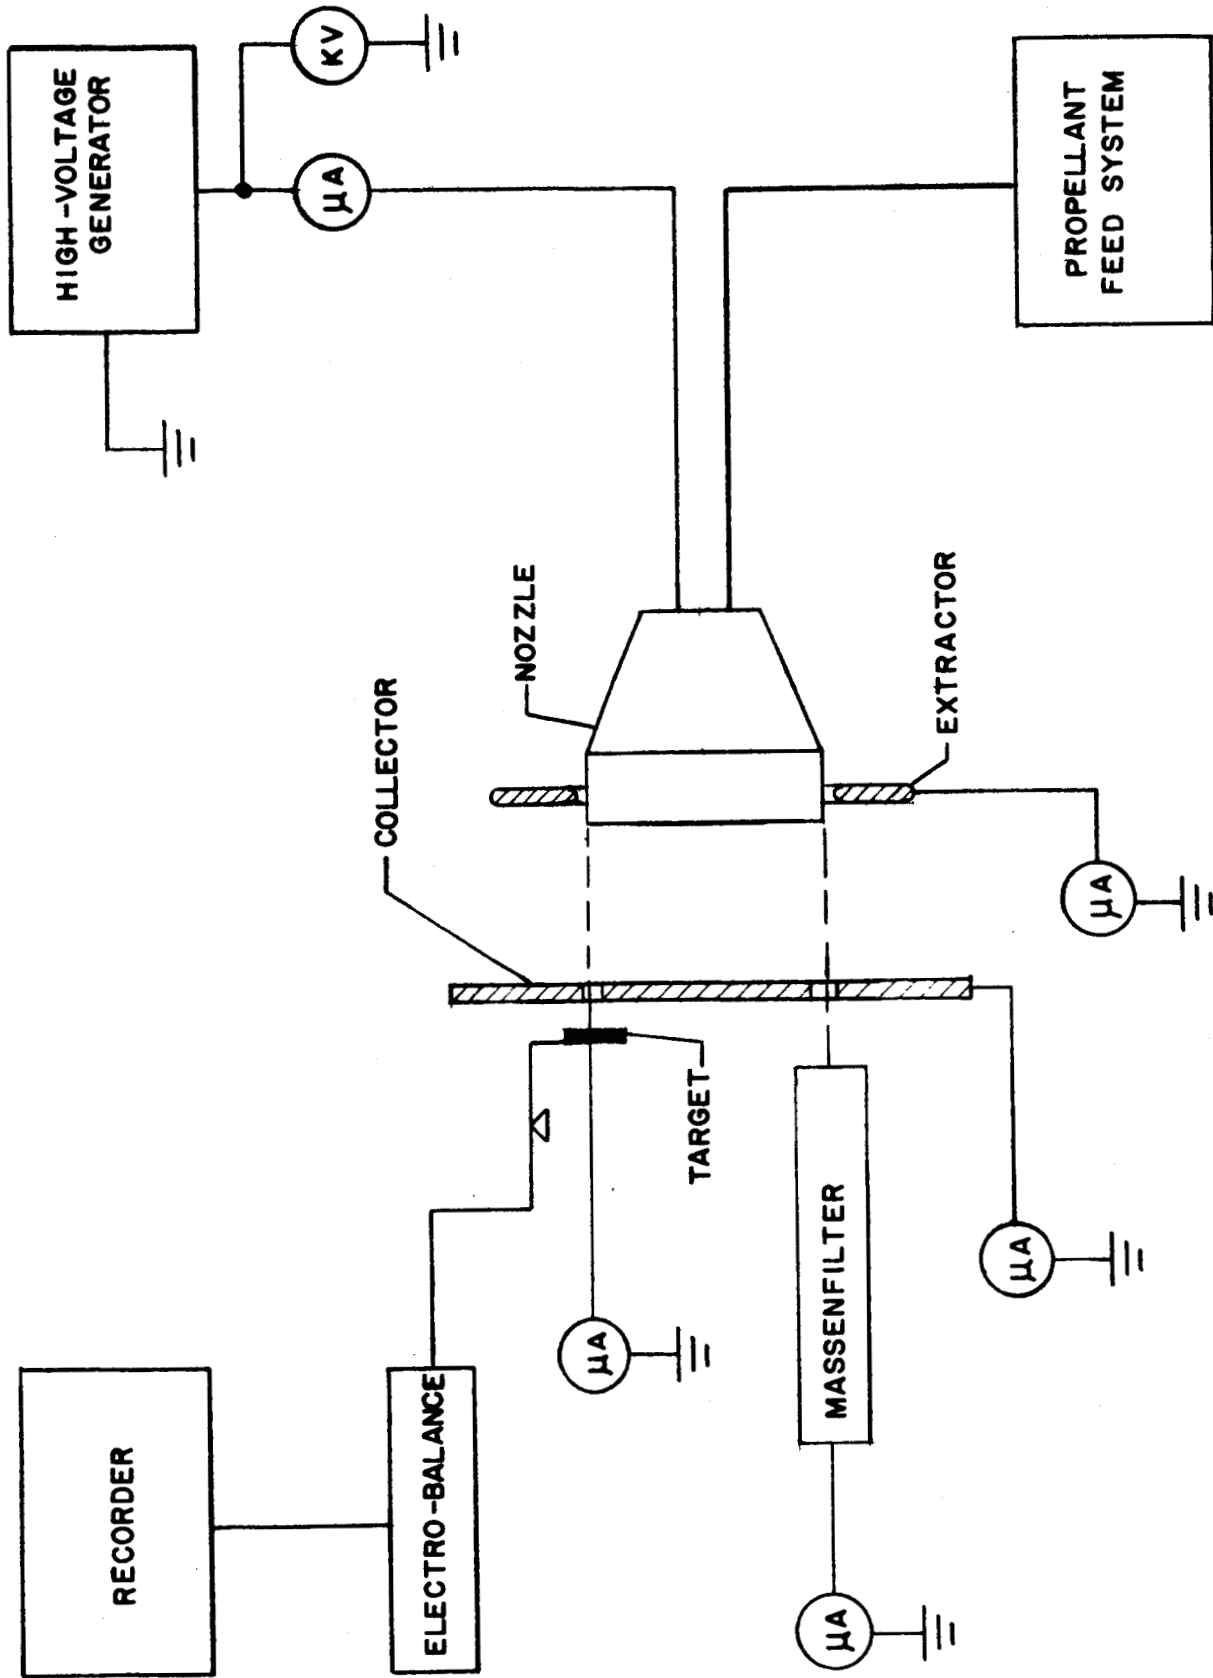 RECORDER
HIGH-VOLTAGE
GENERATOR
μA
KV
COLLECTOR
ELECTRO-BALANCE
NOZZLE
μA
TARGET
μA
MASSENFILTER
EXTRACTOR
μA
μA
PROPELLANT
FEED SYSTEM